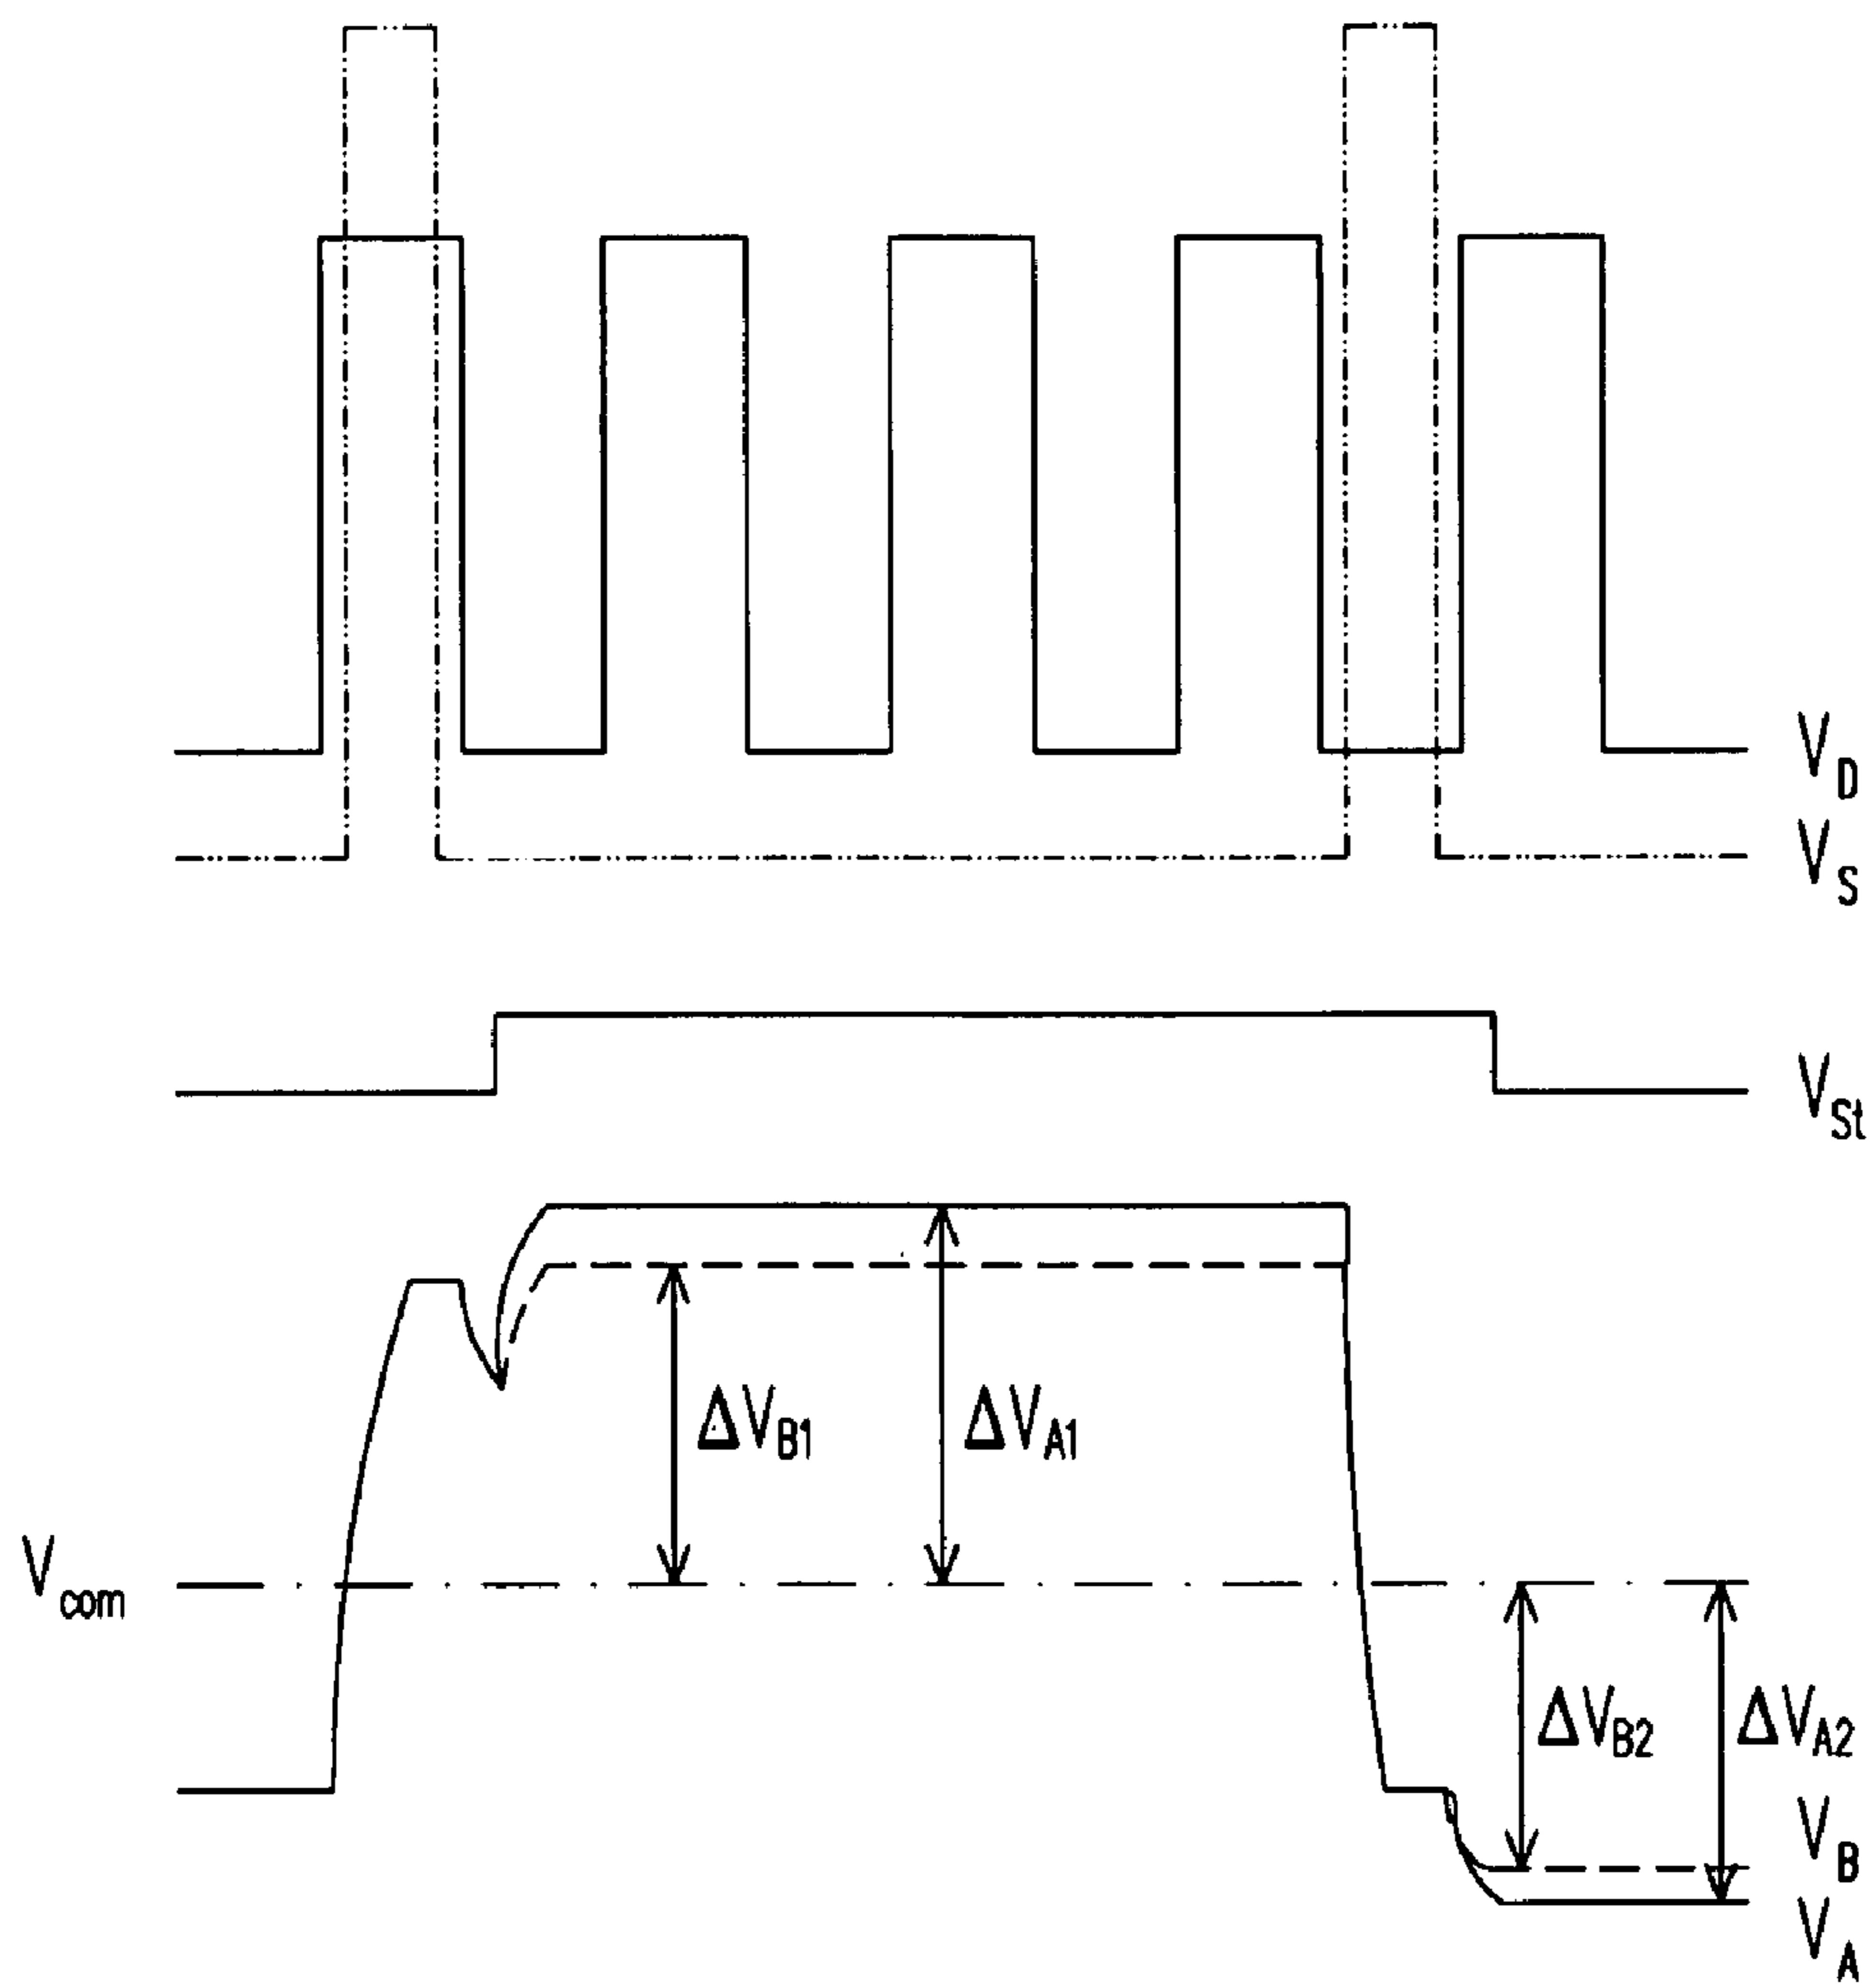 V_D
V_S
V_St
ΔV_B1
ΔV_A1
V_com
ΔV_B2
ΔV_A2
V_B
V_A